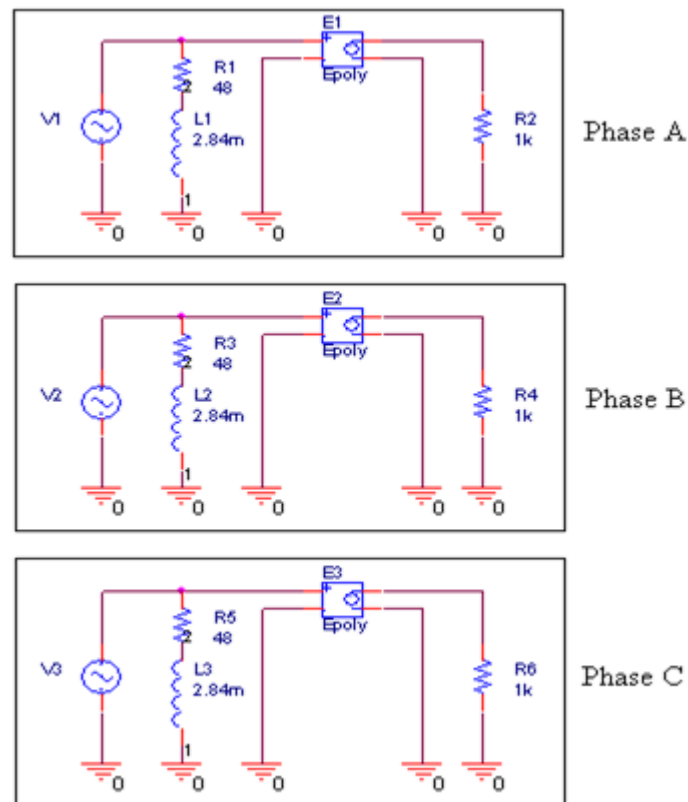 E1
R1
2
48
Epoly
V1
L1
2.84m
R2
1k
Phase A
1
0 0 0 0 0
E2
R3
2
48
Epoly
V2
L2
2.84m
R4
1k
Phase B
1
0 0 0 0 0
E3
R5
2
48
Epoly
V3
L3
2.84m
R6
1k
Phase C
1
0 0 0 0 0